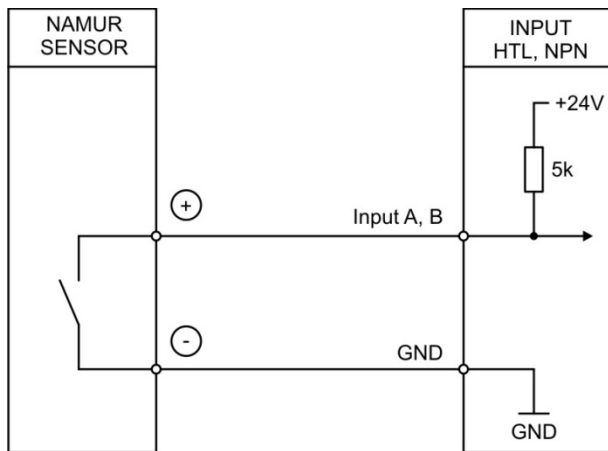 NAMUR
SENSOR
INPUT
HTL, NPN
+24V
5k
+
Input A, B
-
GND
GND